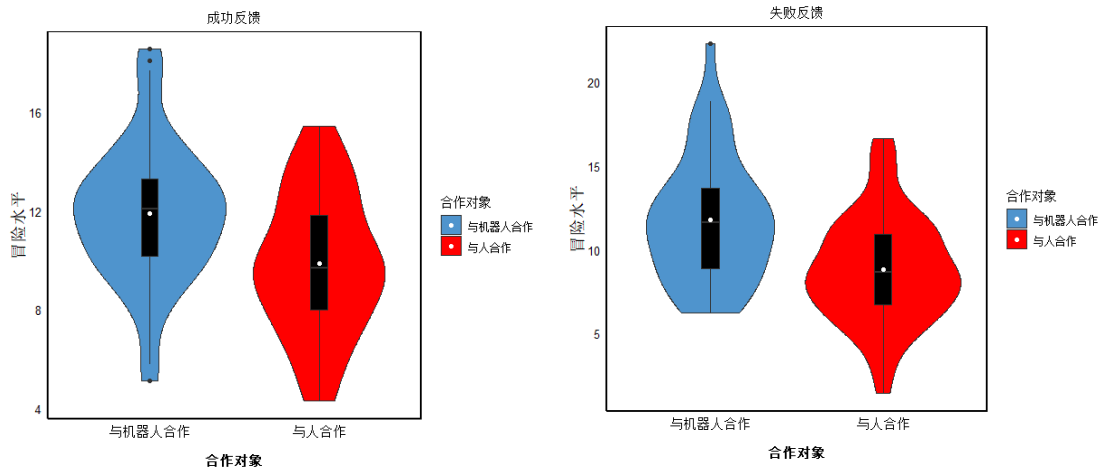 成功反馈
16
12
8
4
冒险水平
与机器人合作
与人合作
合作对象
合作对象
与机器人合作
与人合作
失败反馈
20
15
10
5
冒险水平
与机器人合作
与人合作
合作对象
合作对象
与机器人合作
与人合作